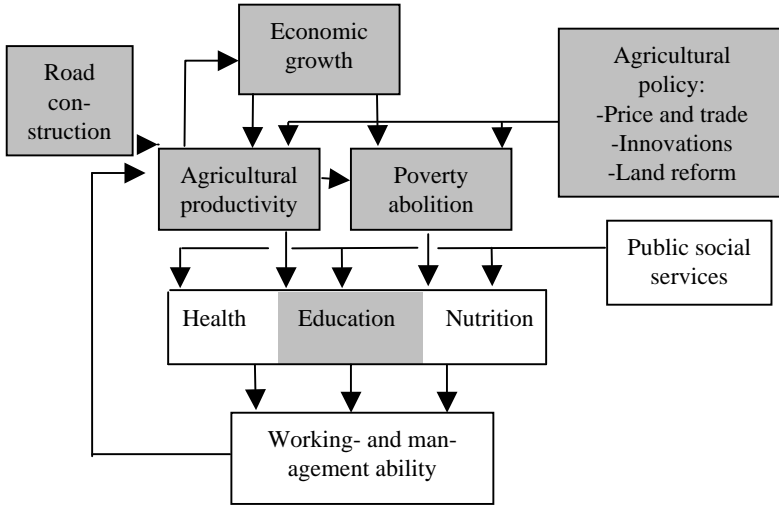 Economic
growth
Road
con-
struction
Agricultural
policy:
-Price and trade
-Innovations
-Land reform
Agricultural
productivity
Poverty
abolition
Public social
services
Health
Education
Nutrition
Working- and man-
agement ability